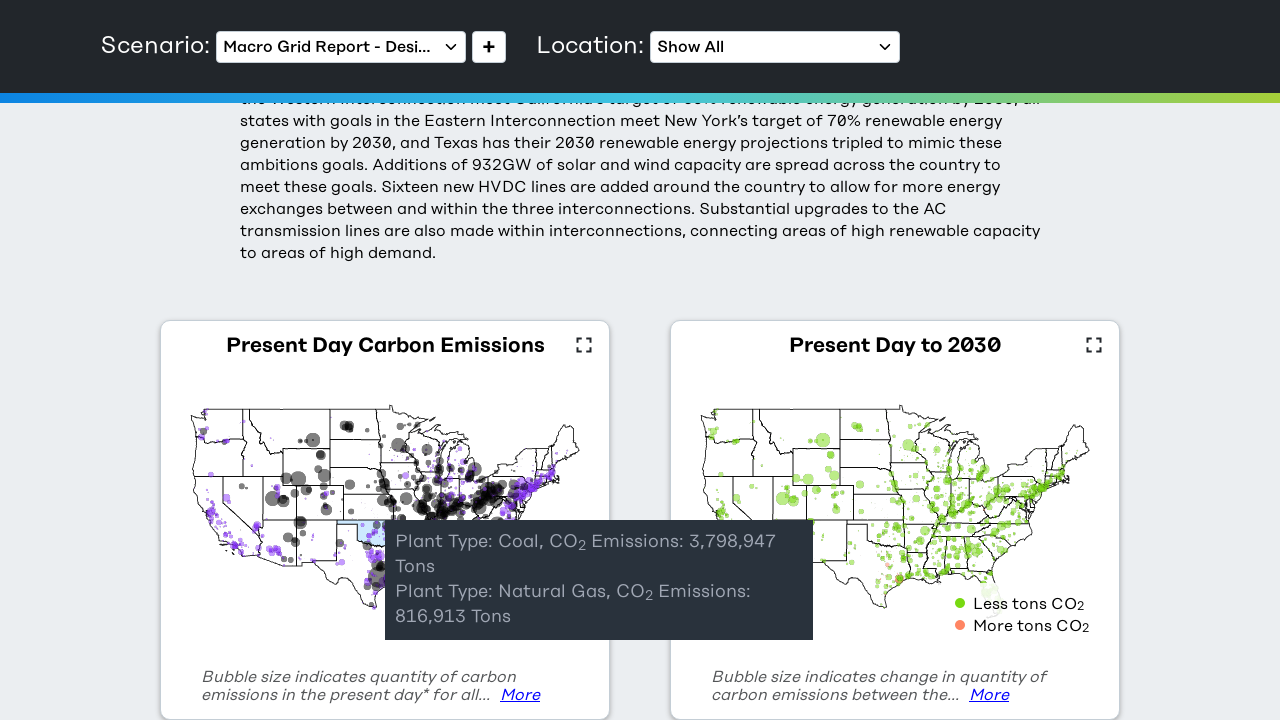 Scenario: Macro Grid Report - Desi... + Location: Show All
states with goals in the Eastern Interconnection meet New York's target of 70% renewable energy
generation by 2030, and Texas has their 2030 renewable energy projections tripled to mimic these
ambitions goals. Additions of 932GW of solar and wind capacity are spread across the country to
meet these goals. Sixteen new HVDC lines are added around the country to allow for more energy
exchanges between and within the three interconnections. Substantial upgrades to the AC
transmission lines are also made within interconnections, connecting areas of high renewable capacity
to areas of high demand.
Present Day Carbon Emissions
Plant Type: Coal, CO2 Emissions: 3,798,947
Tons
Plant Type: Natural Gas, CO2 Emissions:
816,913 Tons
Bubble size indicates quantity of carbon
emissions in the present day* for all... More
Present Day to 2030
Less tons CO2
More tons CO2
Bubble size indicates change in quantity of
carbon emissions between the... More